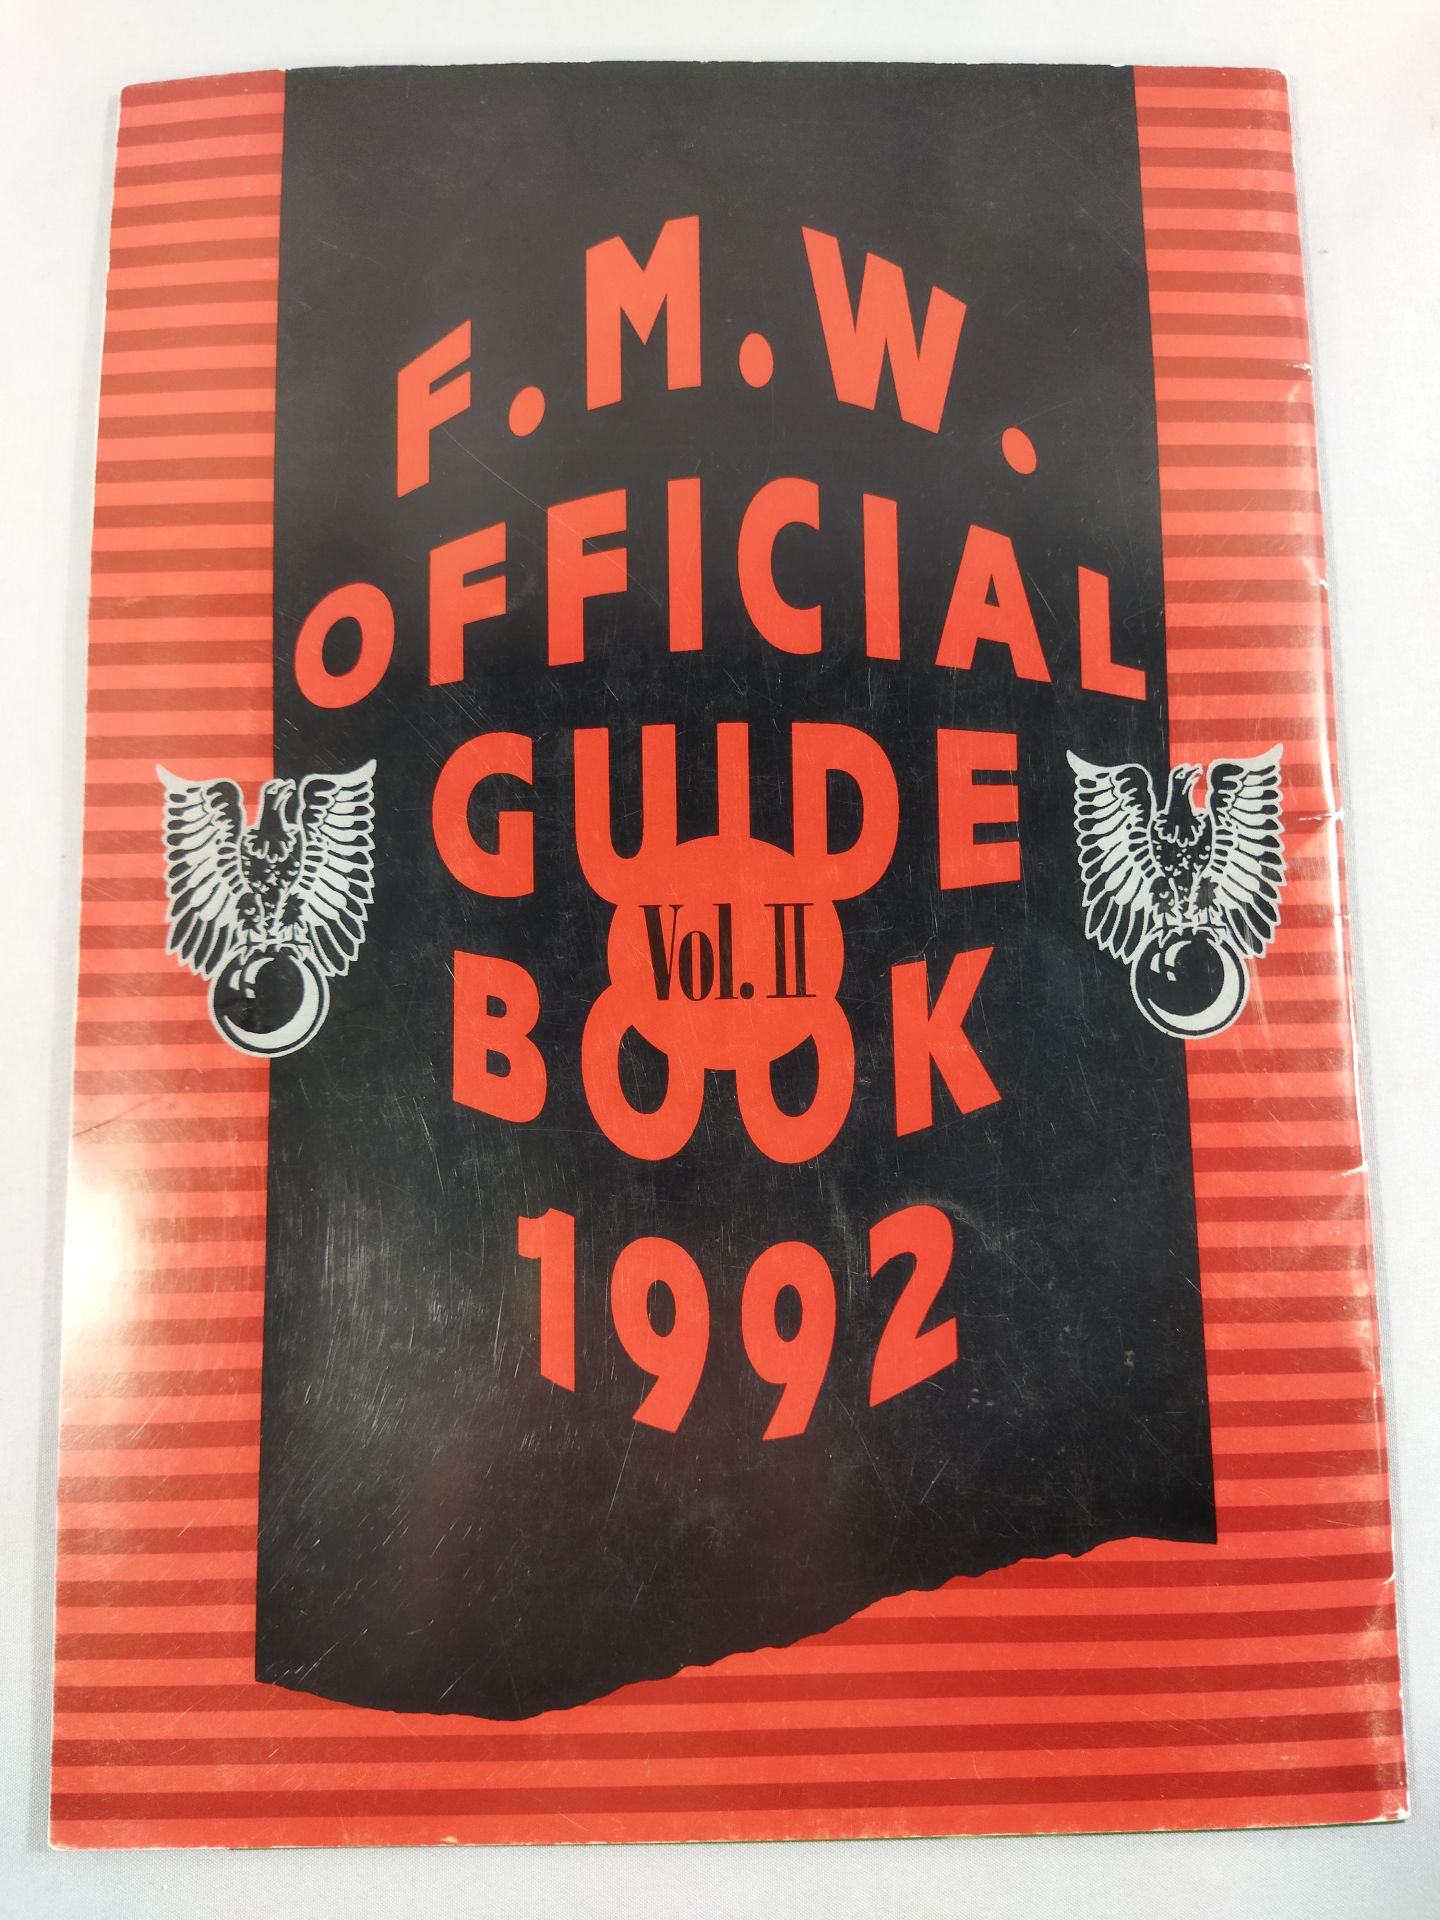 F.M.W.
OFFICIAL
GUIDE
Vol. II
BOOK
1992